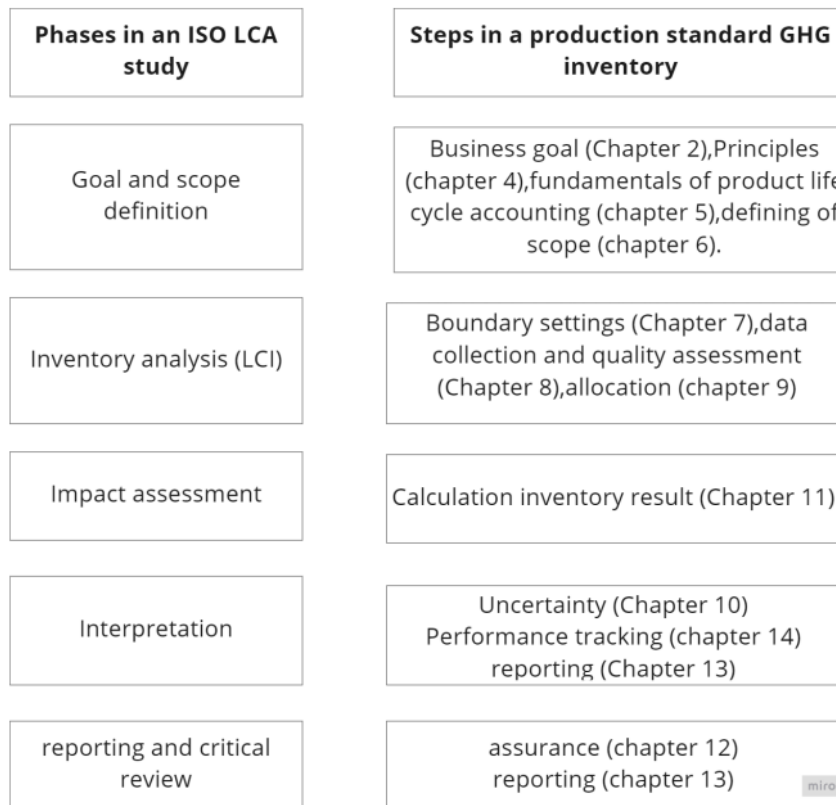 Phases in an ISO LCA
study
Steps in a production standard GHG
inventory
Goal and scope
definition
Business goal (Chapter 2),Principles
(chapter 4),fundamentals of product life
cycle accounting (chapter 5),defining of
scope (chapter 6).
Inventory analysis (LCI)
Boundary settings (Chapter 7),data
collection and quality assessment
(Chapter 8),allocation (chapter 9)
Impact assessment
Calculation inventory result (Chapter 11)
Interpretation
Uncertainty (Chapter 10)
Performance tracking (chapter 14)
reporting (Chapter 13)
reporting and critical
review
assurance (chapter 12)
reporting (chapter 13)
miro